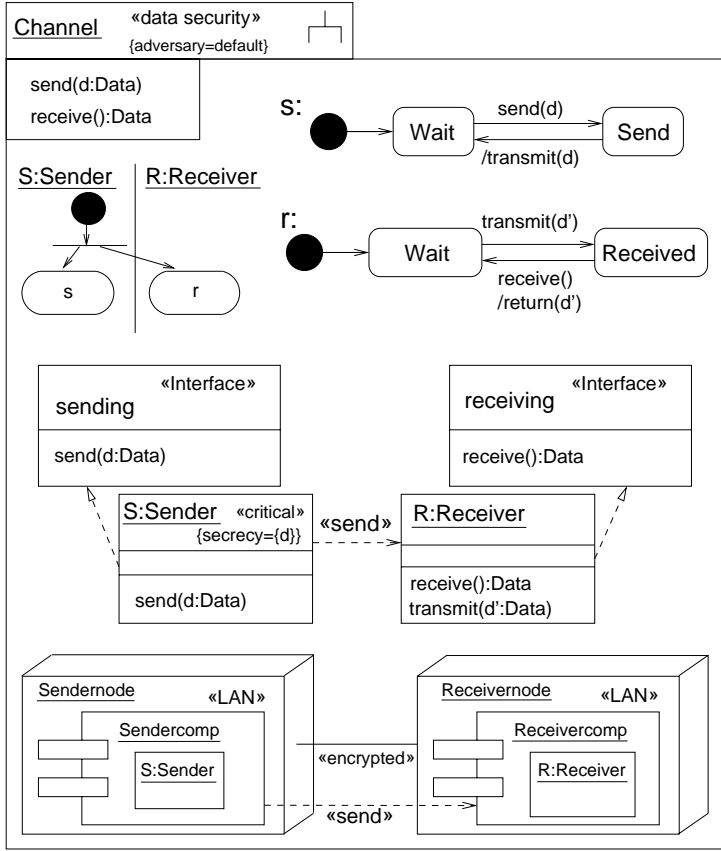 Channel «data security»
{adversary=default}
send(d:Data)
receive():Data
s:
Wait
send(d)
/transmit(d)
Send
S:Sender R:Receiver
s
r
r:
Wait
transmit(d')
receive()
/return(d')
Received
«Interface»
sending
send(d:Data)
«Interface»
receiving
receive():Data
S:Sender «critical»
{secrecy={d}}
send(d:Data)
«send»
R:Receiver
receive():Data
transmit(d':Data)
Sendernode
«LAN»
Sendercomp
S:Sender
«encrypted»
«send»
Receivernode
«LAN»
Receivercomp
R:Receiver